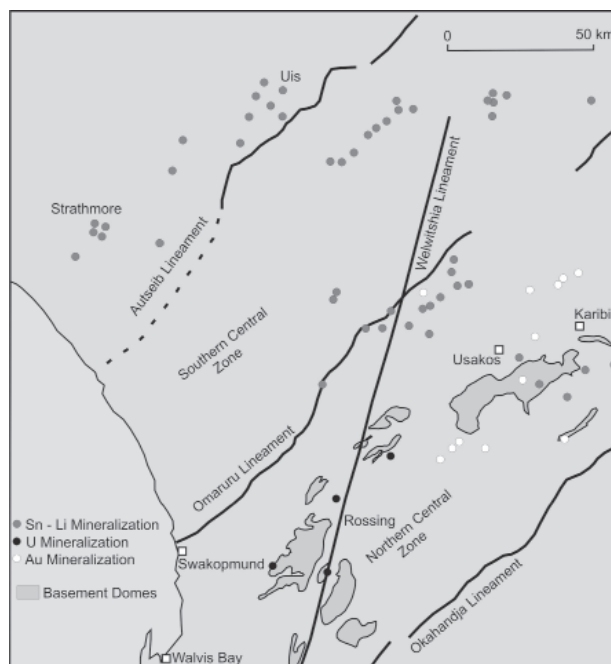 0 50 km
Uis
Welwitshia Lineament
Strathmore
Autseib Lineament
Southern Central
Zone
Karibi
Usakos
Omaruru Lineament
Sn - Li Mineralization
U Mineralization
Au Mineralization
Basement Domes
Rossing
Northern Central
Zone
Swakopmund
Okahandja Lineament
Walvis Bay